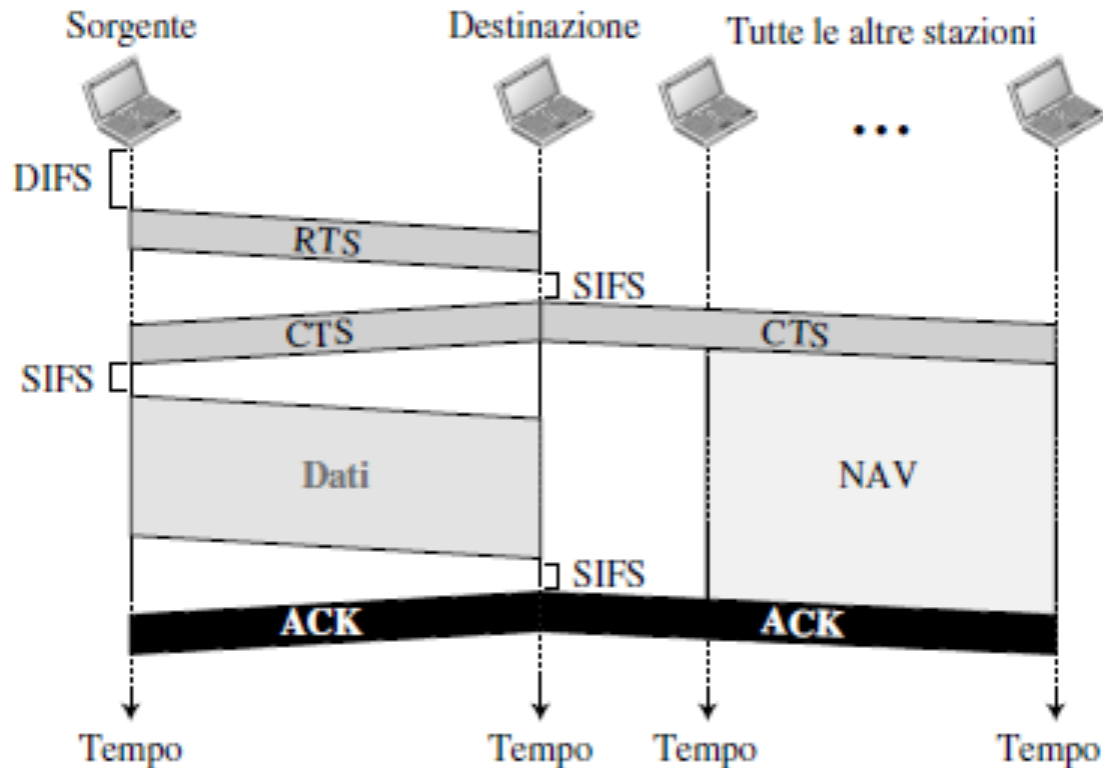 Sorgente
Destinazione
Tutte le altre stazioni
DIFS
RTS
SIFS
CTS
CTS
SIFS
Dati
NAV
SIFS
ACK
ACK
Tempo
Tempo
Tempo
Tempo